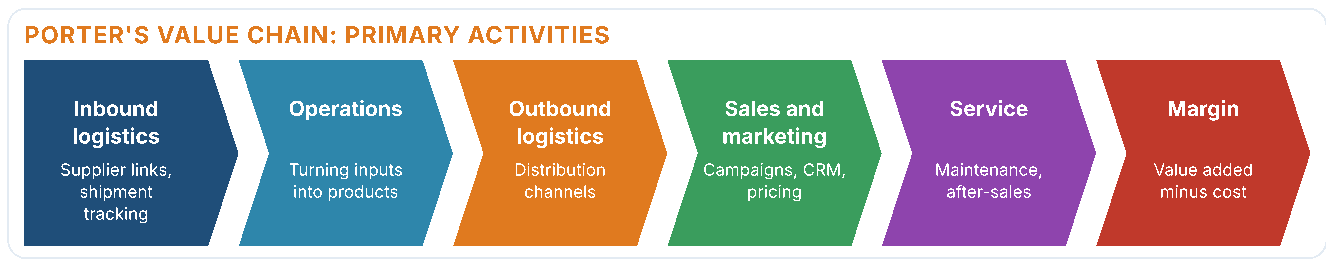 PORTER'S VALUE CHAIN: PRIMARY ACTIVITIES
Inbound
logistics
Supplier links,
shipment
tracking
Operations
Turning inputs
into products
Outbound
logistics
Distribution
channels
Sales and
marketing
Campaigns, CRM,
pricing
Service
Maintenance,
after-sales
Margin
Value added
minus cost